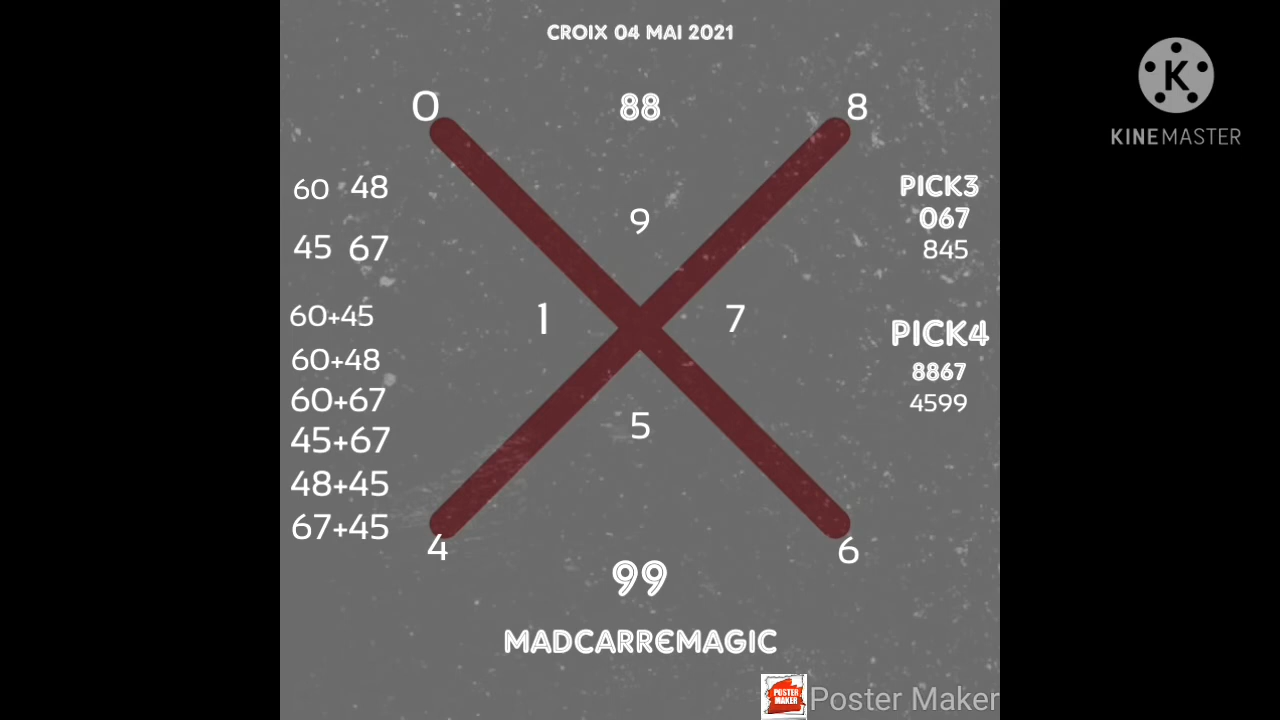 CROIX 04 MAI 2021
0 88 8
K
KINEMASTER
60 48
9
PICK3
067
45 67
845
60+45
1 7
PICK4
60+48
8867
60+67
4599
45+67
5
48+45
67+45
4 6
99
MADCARREMAGIC
POSTER
MAKER
Poster Maker